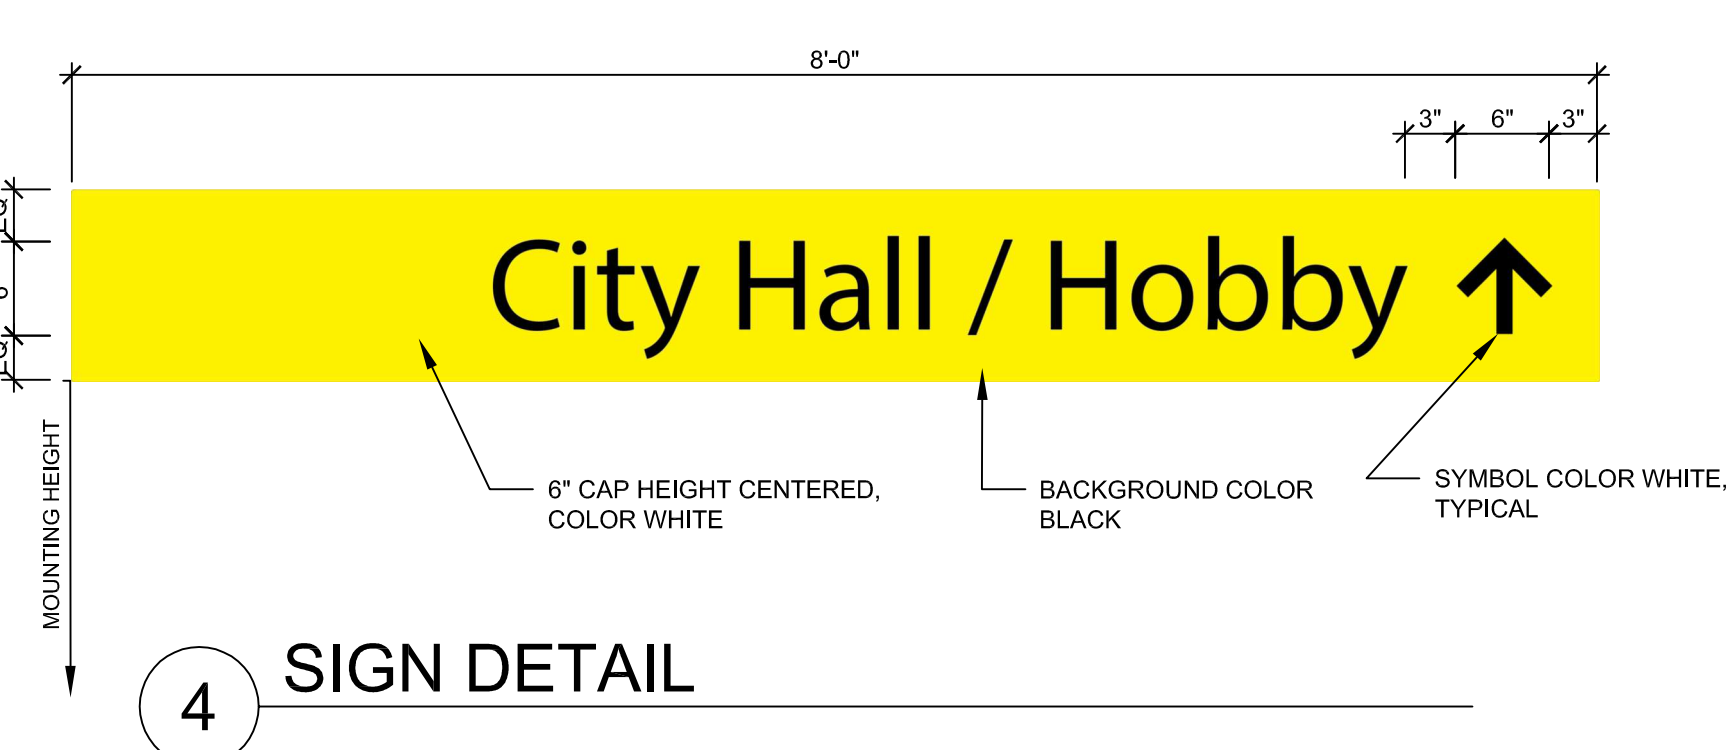 8'-0"
3" 6" 3"
City Hall / Hobby
MOUNTING HEIGHT
6" CAP HEIGHT CENTERED,
COLOR WHITE
BACKGROUND COLOR
BLACK
SYMBOL COLOR WHITE,
TYPICAL
4
SIGN DETAIL